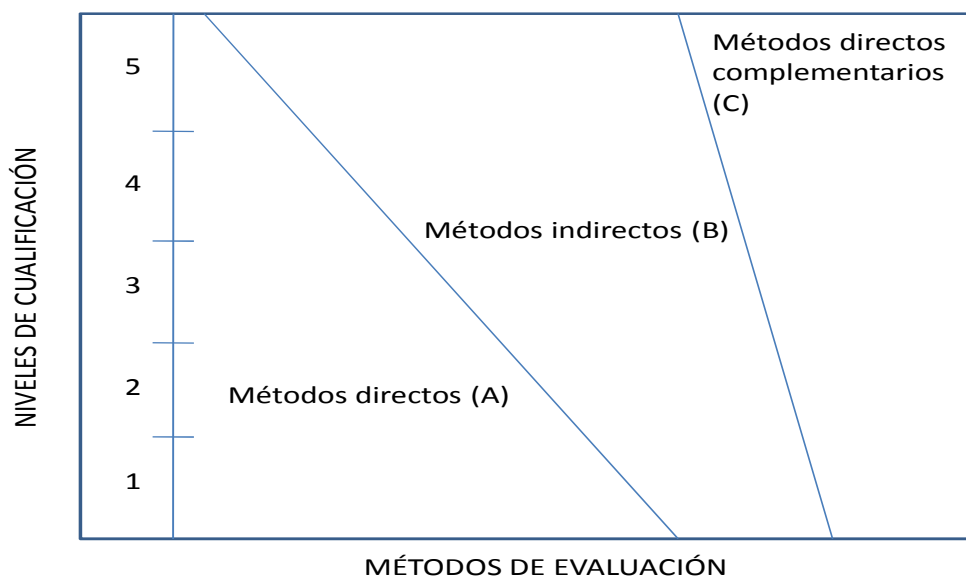 Métodos directos
complementarios
(C)
5
4
Métodos indirectos (B)
3
2
Métodos directos (A)
1
NIVELES DE CUALIFICACIÓN
MÉTODOS DE EVALUACIÓN